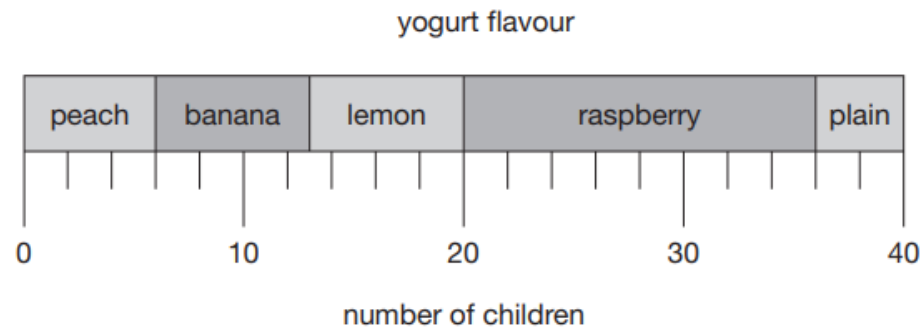 yogurt flavour
peach banana lemon raspberry plain
0 10 20 30 40
number of children